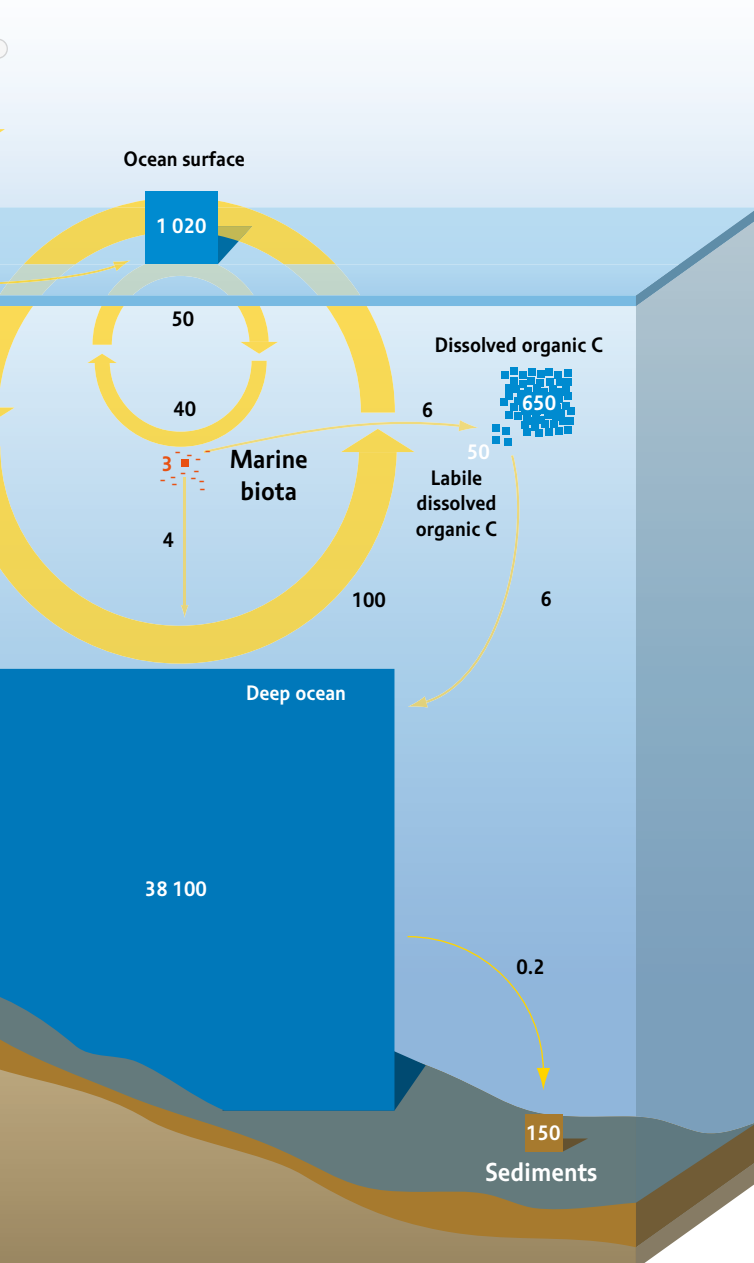 Ocean surface
1 020
50
Dissolved organic C
650
40
6
50
3
Marine
biota
Labile
dissolved
organic C
4
100
6
Deep ocean
38 100
0.2
150
Sediments